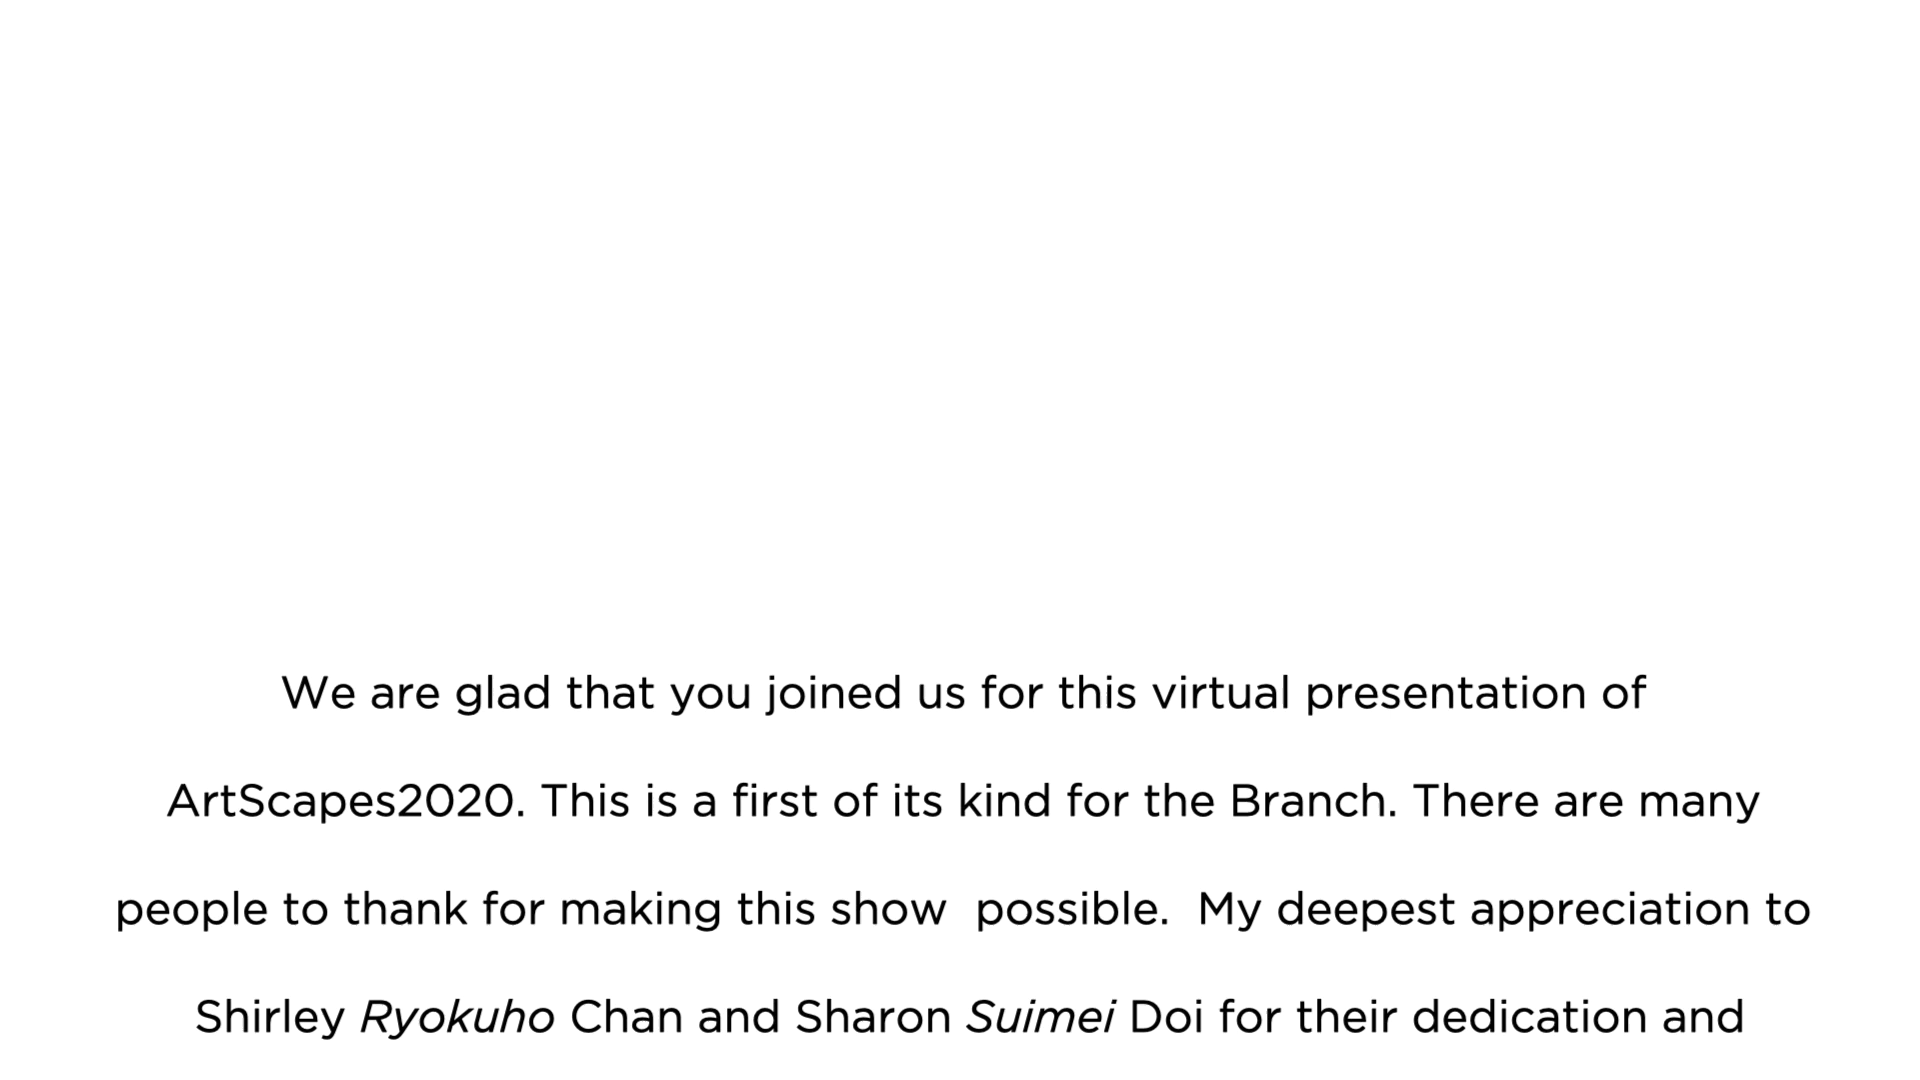 We are glad that you joined us for this virtual presentation of
ArtScapes2020. This is a first of its kind for the Branch. There are many
people to thank for making this show  possible.  My deepest appreciation to
Shirley Ryokuho Chan and Sharon Suimei Doi for their dedication and